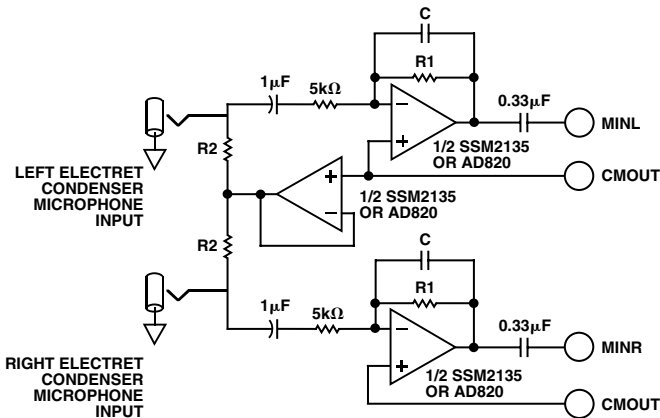 C
R1
1μF
5kΩ
0.33μF
MINL
1/2 SSM2135
OR AD820
R2
LEFT ELECTRET
CONDENSER
MICROPHONE
INPUT
CMOUT
1/2 SSM2135
OR AD820
R2
C
R1
1μF
5kΩ
0.33μF
MINR
1/2 SSM2135
OR AD820
RIGHT ELECTRET
CONDENSER
MICROPHONE
INPUT
CMOUT